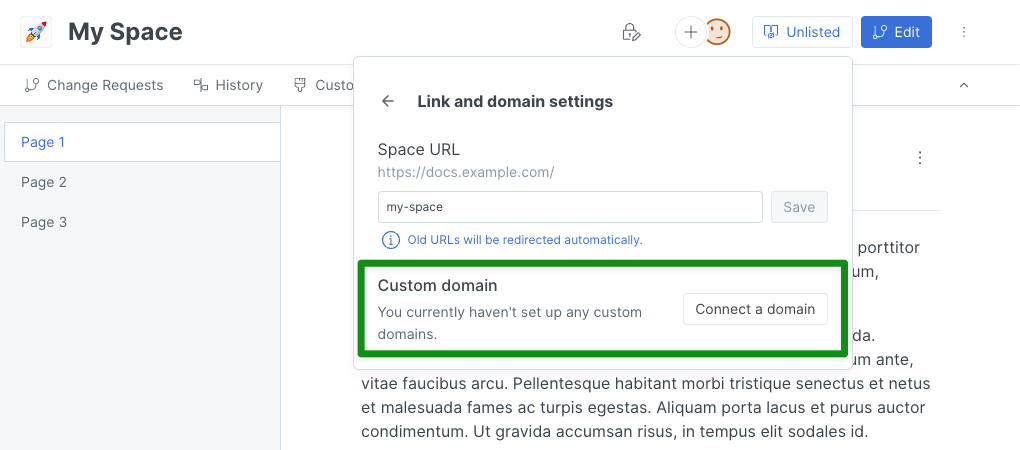 My Space
Unlisted
Edit
Change Requests
History
Custo
Link and domain settings
Space URL
https://docs.example.com/
my-space
Save
Old URLs will be redirected automatically.
Custom domain
You currently haven't set up any custom
domains.
Connect a domain
Page 1
Page 2
Page 3
porttitor
um,
da.
um ante,
vitae faucibus arcu. Pellentesque habitant morbi tristique senectus et netus
et malesuada fames ac turpis egestas. Aliquam porta lacus et purus auctor
condimentum. Ut gravida accumsan risus, in tempus elit sodales id.